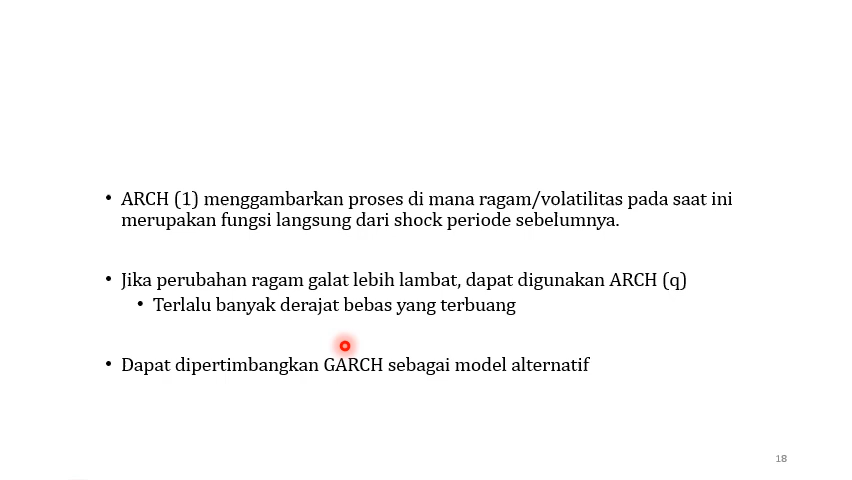 • ARCH (1) menggambarkan proses di mana ragam/volatilitas pada saat ini
merupakan fungsi langsung dari shock periode sebelumnya.
• Jika perubahan ragam galat lebih lambat, dapat digunakan ARCH (q)
• Terlalu banyak derajat bebas yang terbuang
• Dapat dipertimbangkan GARCH sebagai model alternatif
18